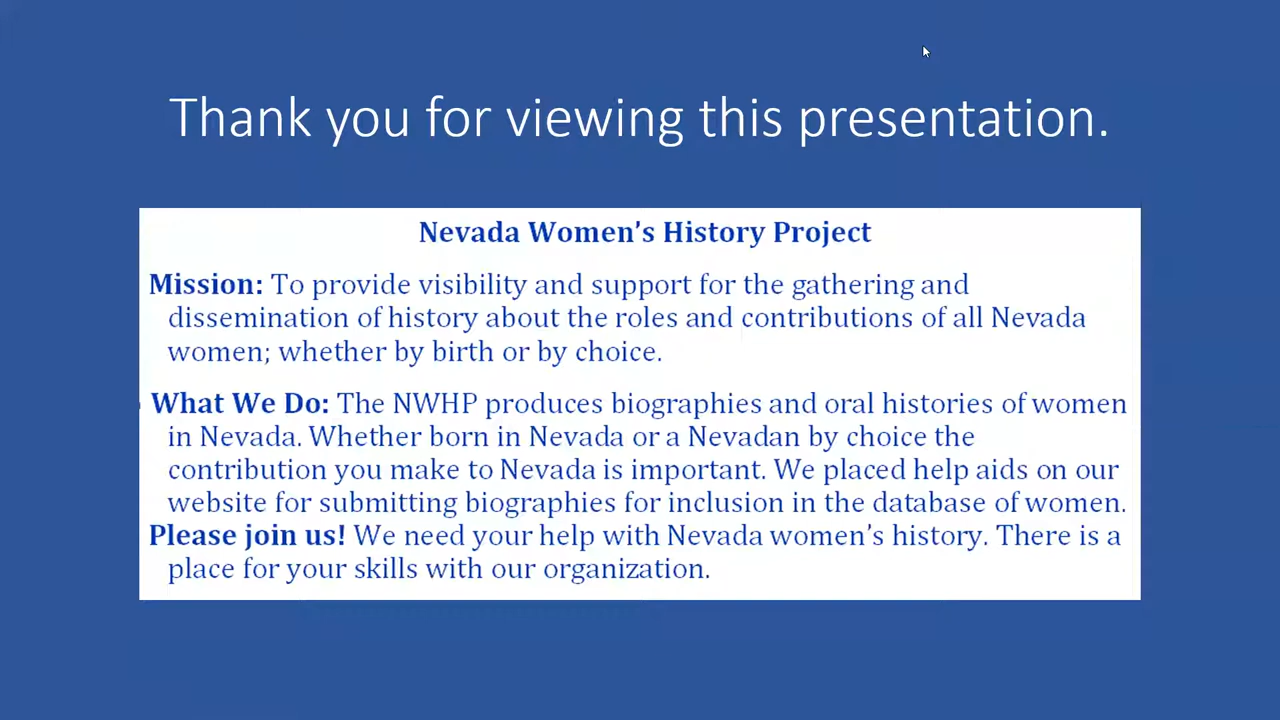 Thank you for viewing this presentation.
Nevada Women’s History Project
Mission: To provide visibility and support for the gathering and
dissemination of history about the roles and contributions of all Nevada
women; whether by birth or by choice.
What We Do: The NWHP produces biographies and oral histories of women
in Nevada. Whether born in Nevada or a Nevadan by choice the
contribution you make to Nevada is important. We placed help aids on our
website for submitting biographies for inclusion in the database of women.
Please join us! We need your help with Nevada women’s history. There is a
place for your skills with our organization.